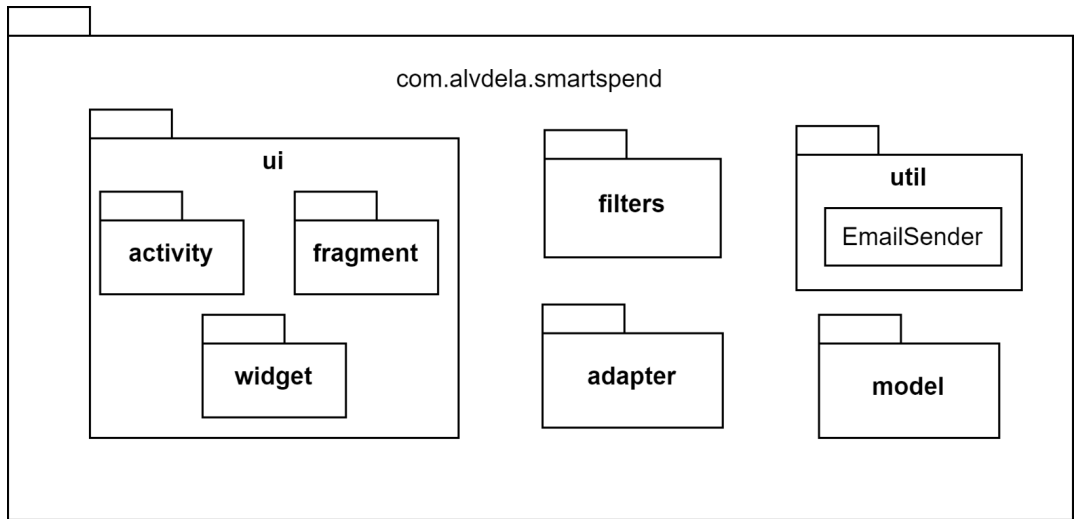 com.alvdela.smartspend
ui
filters
util
activity
fragment
EmailSender
widget
adapter
model